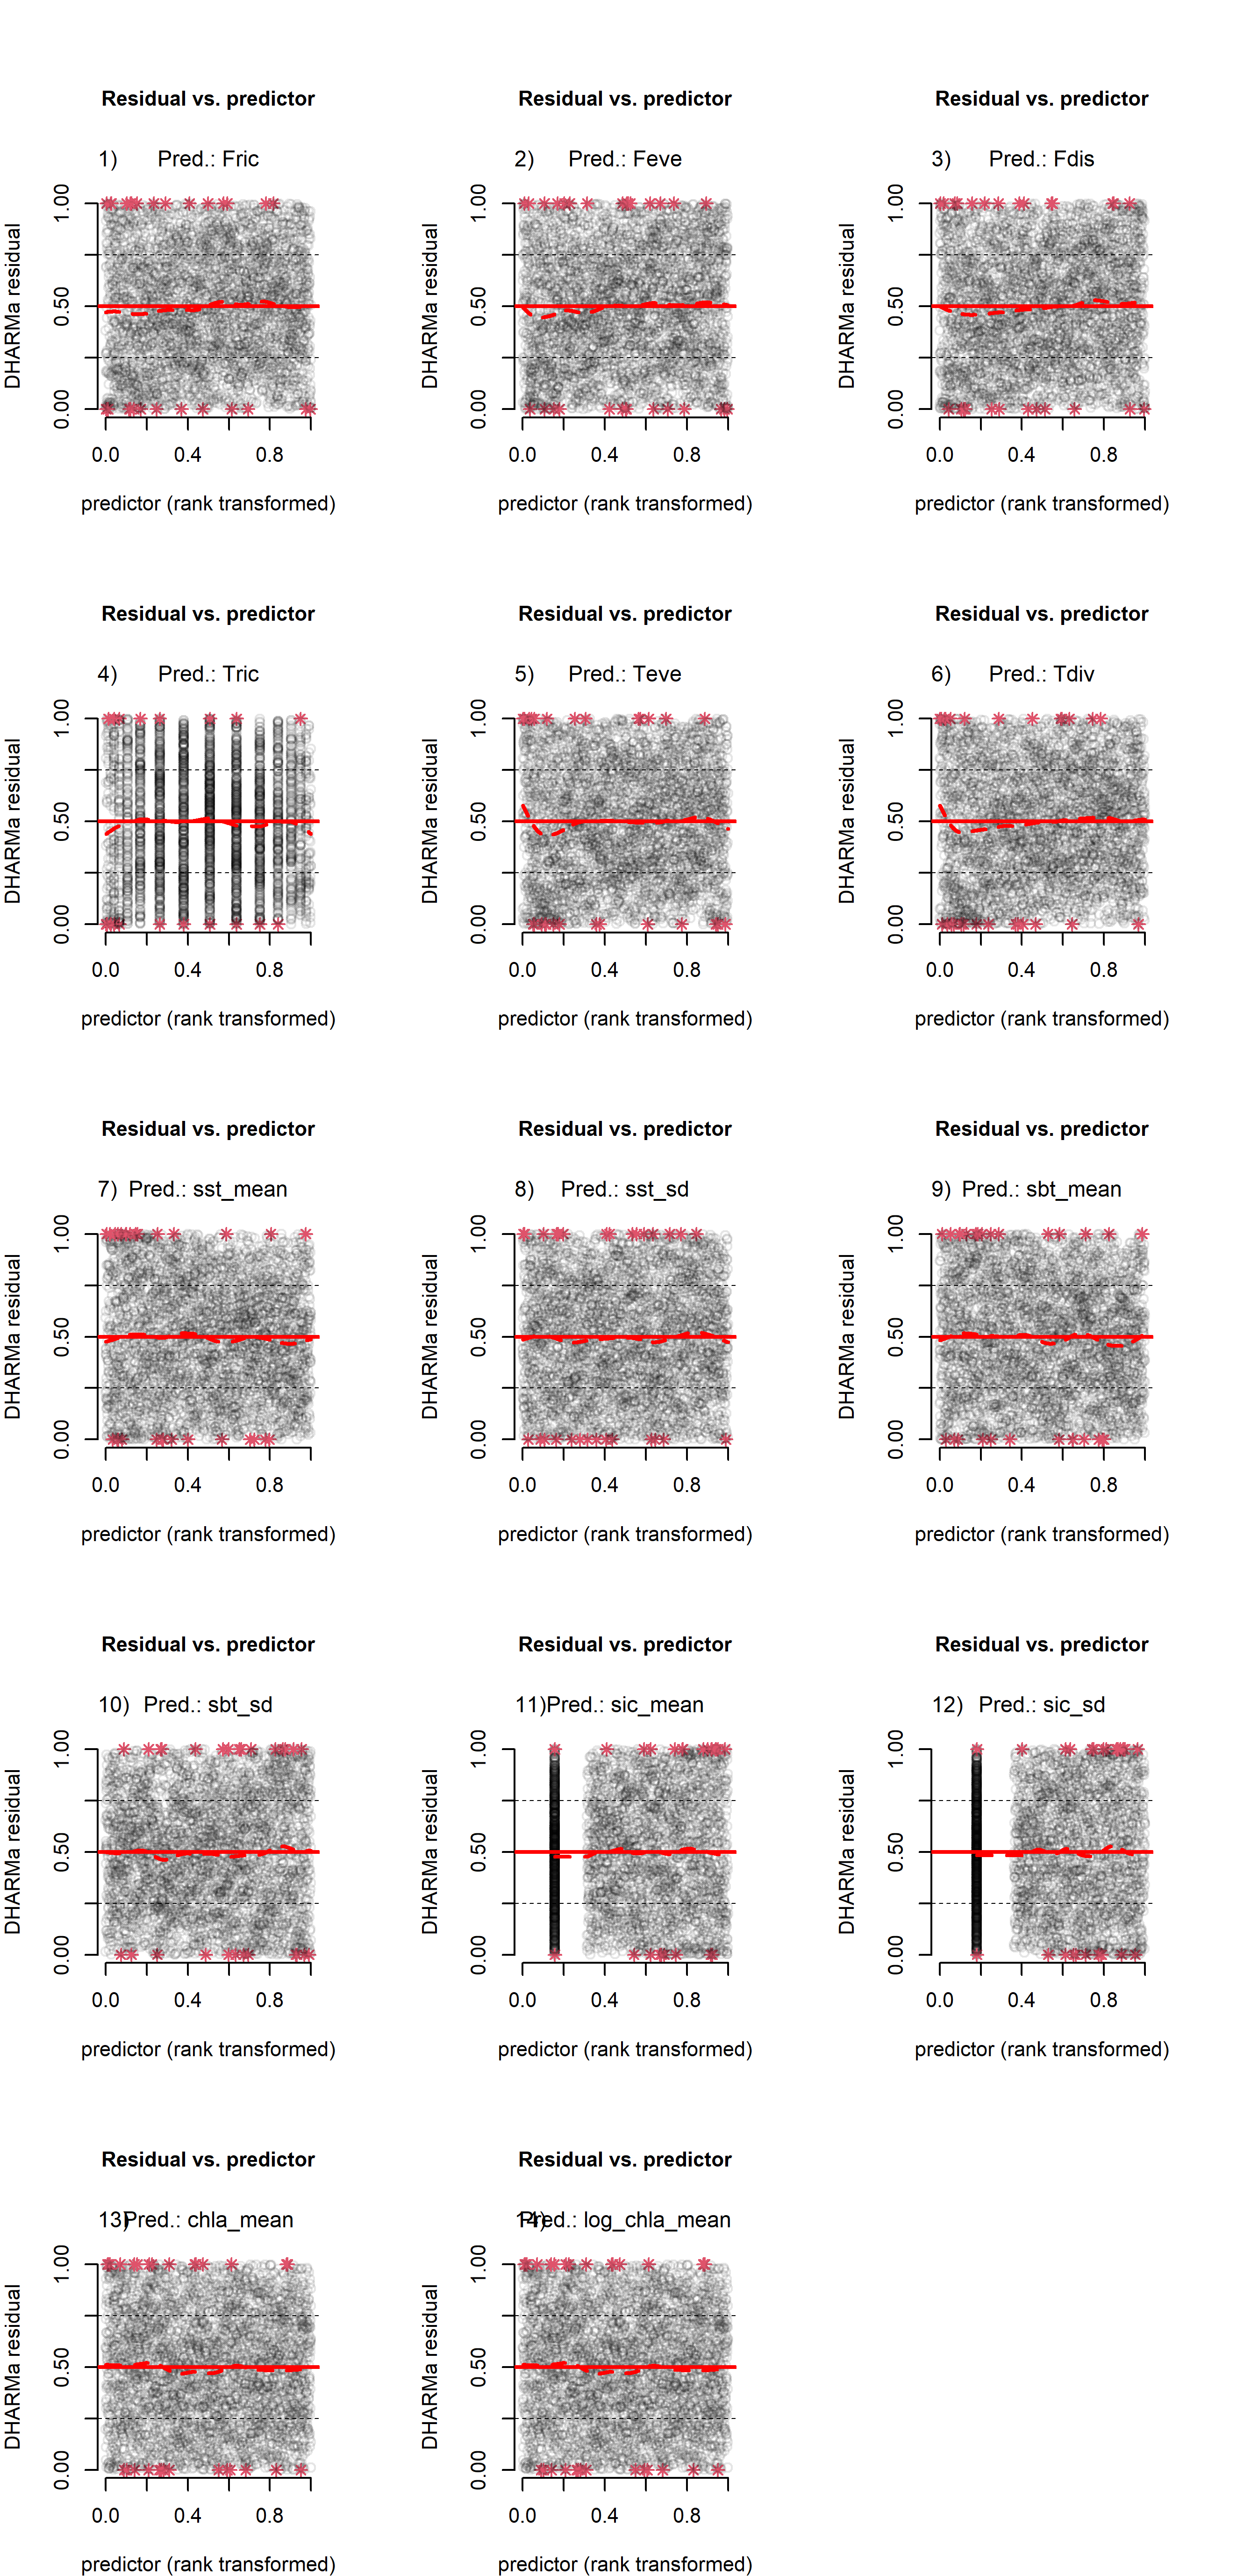 Residual vs. predictor Residual vs. predictor Residual vs. predictor
1) Pred.: Fric 2) Pred.: Feve 3) Pred.: Fdis
DHARMa residual DHARMa residual DHARMa residual
1.00 1.00 1.00
0.50 0.50 0.50
0.00 0.00 0.00
0.0 0.4 0.8 0.0 0.4 0.8 0.0 0.4 0.8
predictor (rank transformed) predictor (rank transformed) predictor (rank transformed)
Residual vs. predictor Residual vs. predictor Residual vs. predictor
4) Pred.: Tric 5) Pred.: Teve 6) Pred.: Tdiv
DHARMa residual DHARMa residual DHARMa residual
1.00 1.00 1.00
0.50 0.50 0.50
0.00 0.00 0.00
0.0 0.4 0.8 0.0 0.4 0.8 0.0 0.4 0.8
predictor (rank transformed) predictor (rank transformed) predictor (rank transformed)
Residual vs. predictor Residual vs. predictor Residual vs. predictor
7) Pred.: sst_mean 8) Pred.: sst_sd 9) Pred.: sbt_mean
DHARMa residual DHARMa residual DHARMa residual
1.00 1.00 1.00
0.50 0.50 0.50
0.00 0.00 0.00
0.0 0.4 0.8 0.0 0.4 0.8 0.0 0.4 0.8
predictor (rank transformed) predictor (rank transformed) predictor (rank transformed)
Residual vs. predictor Residual vs. predictor Residual vs. predictor
10) Pred.: sbt_sd 11)Pred.: sic_mean 12) Pred.: sic_sd
DHARMa residual DHARMa residual DHARMa residual
1.00 1.00 1.00
0.50 0.50 0.50
0.00 0.00 0.00
0.0 0.4 0.8 0.0 0.4 0.8 0.0 0.4 0.8
predictor (rank transformed) predictor (rank transformed) predictor (rank transformed)
Residual vs. predictor Residual vs. predictor
13) Pred.: chla_mean 14) Pred.: log_chla_mean
DHARMa residual DHARMa residual
1.00 1.00
0.50 0.50
0.00 0.00
0.0 0.4 0.8 0.0 0.4 0.8
predictor (rank transformed) predictor (rank transformed)